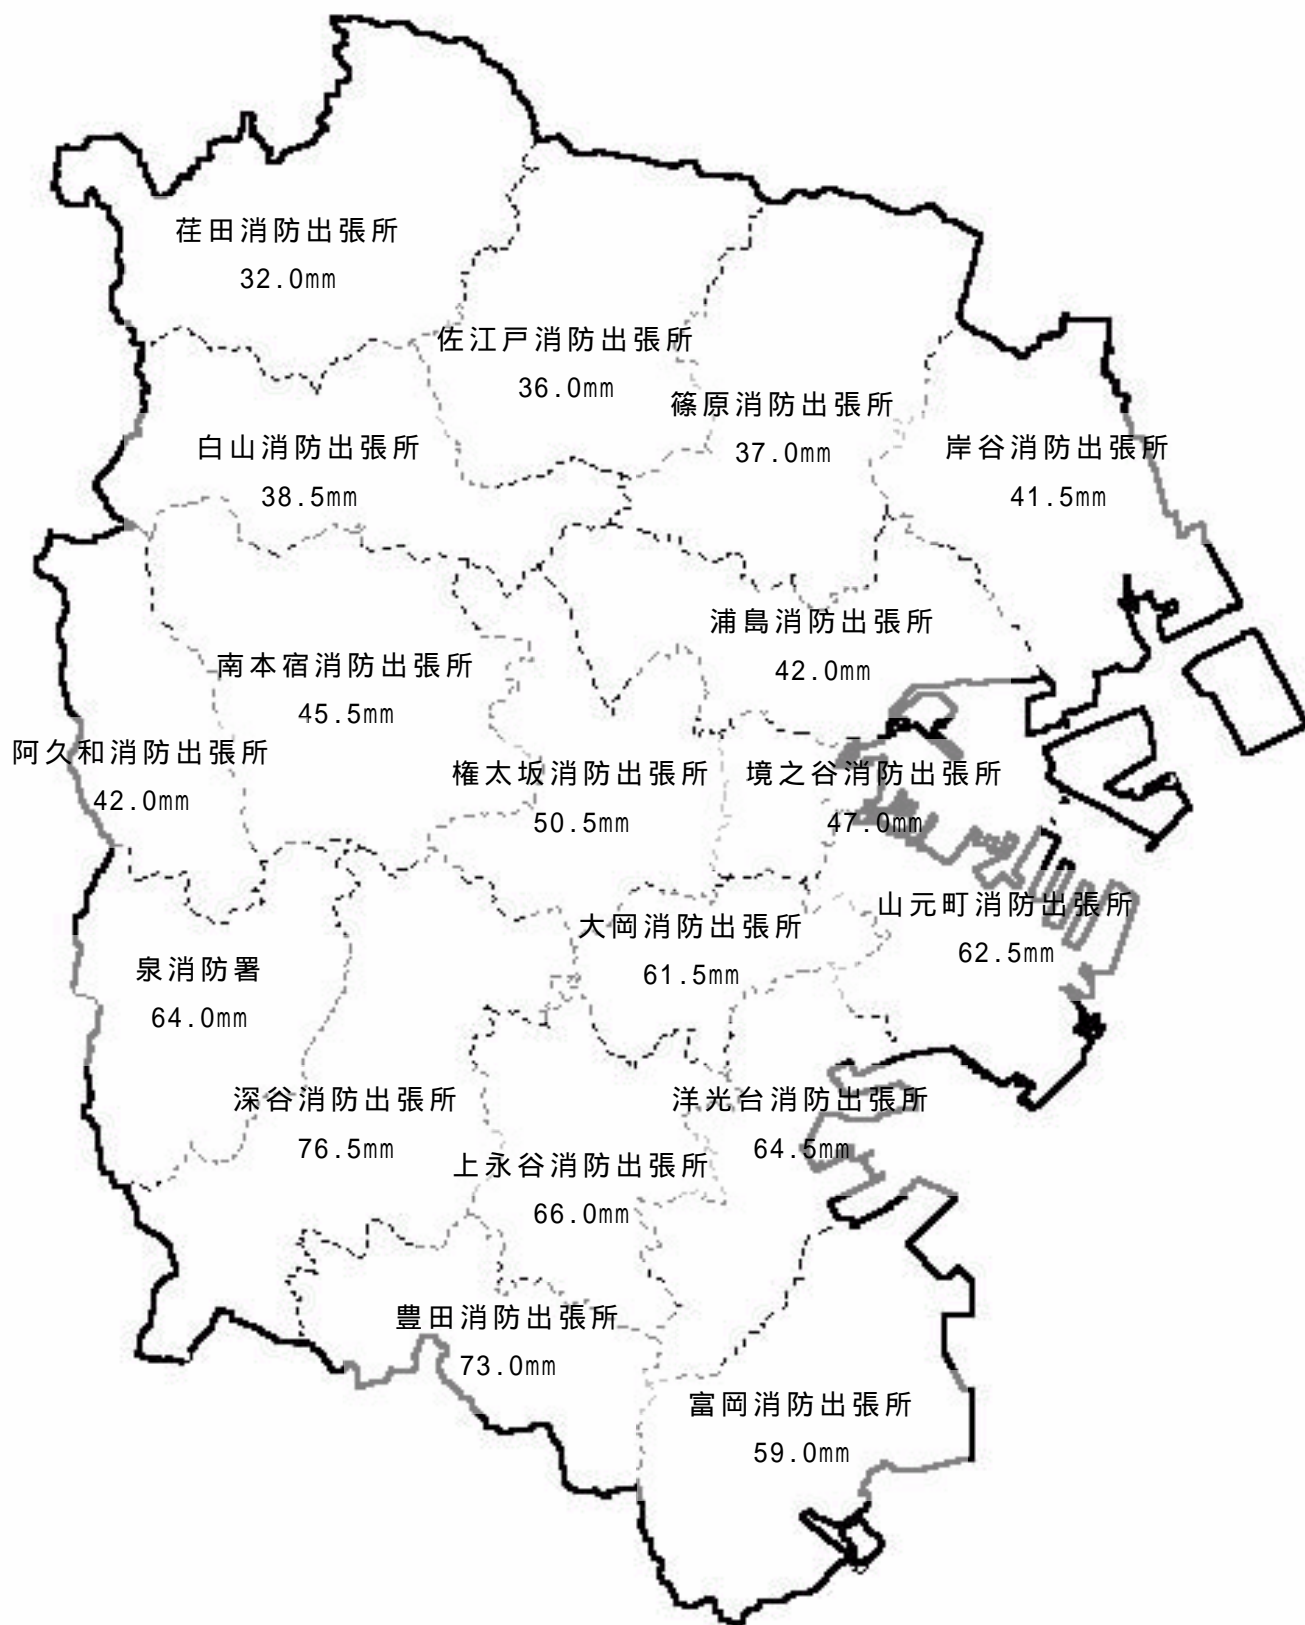 荏田消防出張所
32.0mm
佐江戸消防出張所
36.0mm
篠原消防出張所
37.0mm
白山消防出張所
38.5mm
岸谷消防出張所
41.5mm
浦島消防出張所
42.0mm
南本宿消防出張所
45.5mm
阿久和消防出張所
42.0mm
権太坂消防出張所
50.5mm
境之谷消防出張所
47.0mm
山元町消防出張所
62.5mm
大岡消防出張所
61.5mm
泉消防署
64.0mm
深谷消防出張所
76.5mm
洋光台消防出張所
64.5mm
上永谷消防出張所
66.0mm
豊田消防出張所
73.0mm
富岡消防出張所
59.0mm